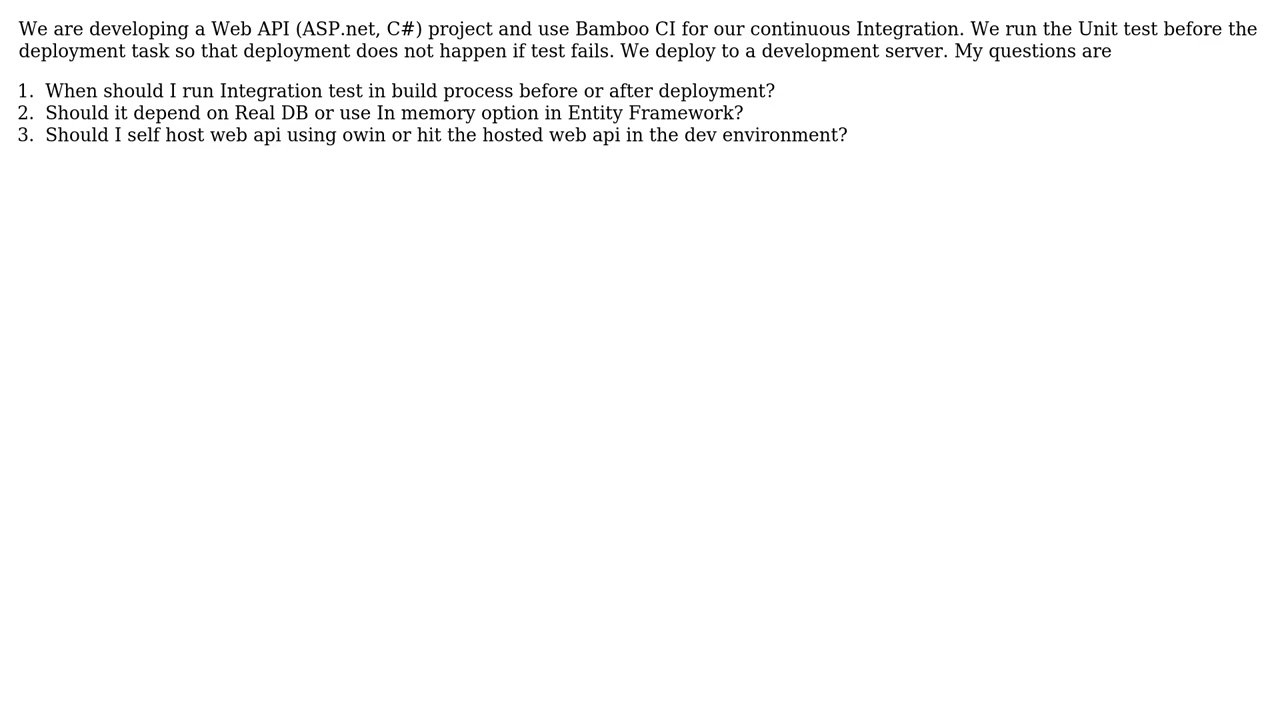 We are developing a Web API (ASP.net, C#) project and use Bamboo CI for our continuous Integration. We run the Unit test before the
deployment task so that deployment does not happen if test fails. We deploy to a development server. My questions are
1. When should I run Integration test in build process before or after deployment?
2. Should it depend on Real DB or use In memory option in Entity Framework?
3. Should I self host web api using owin or hit the hosted web api in the dev environment?